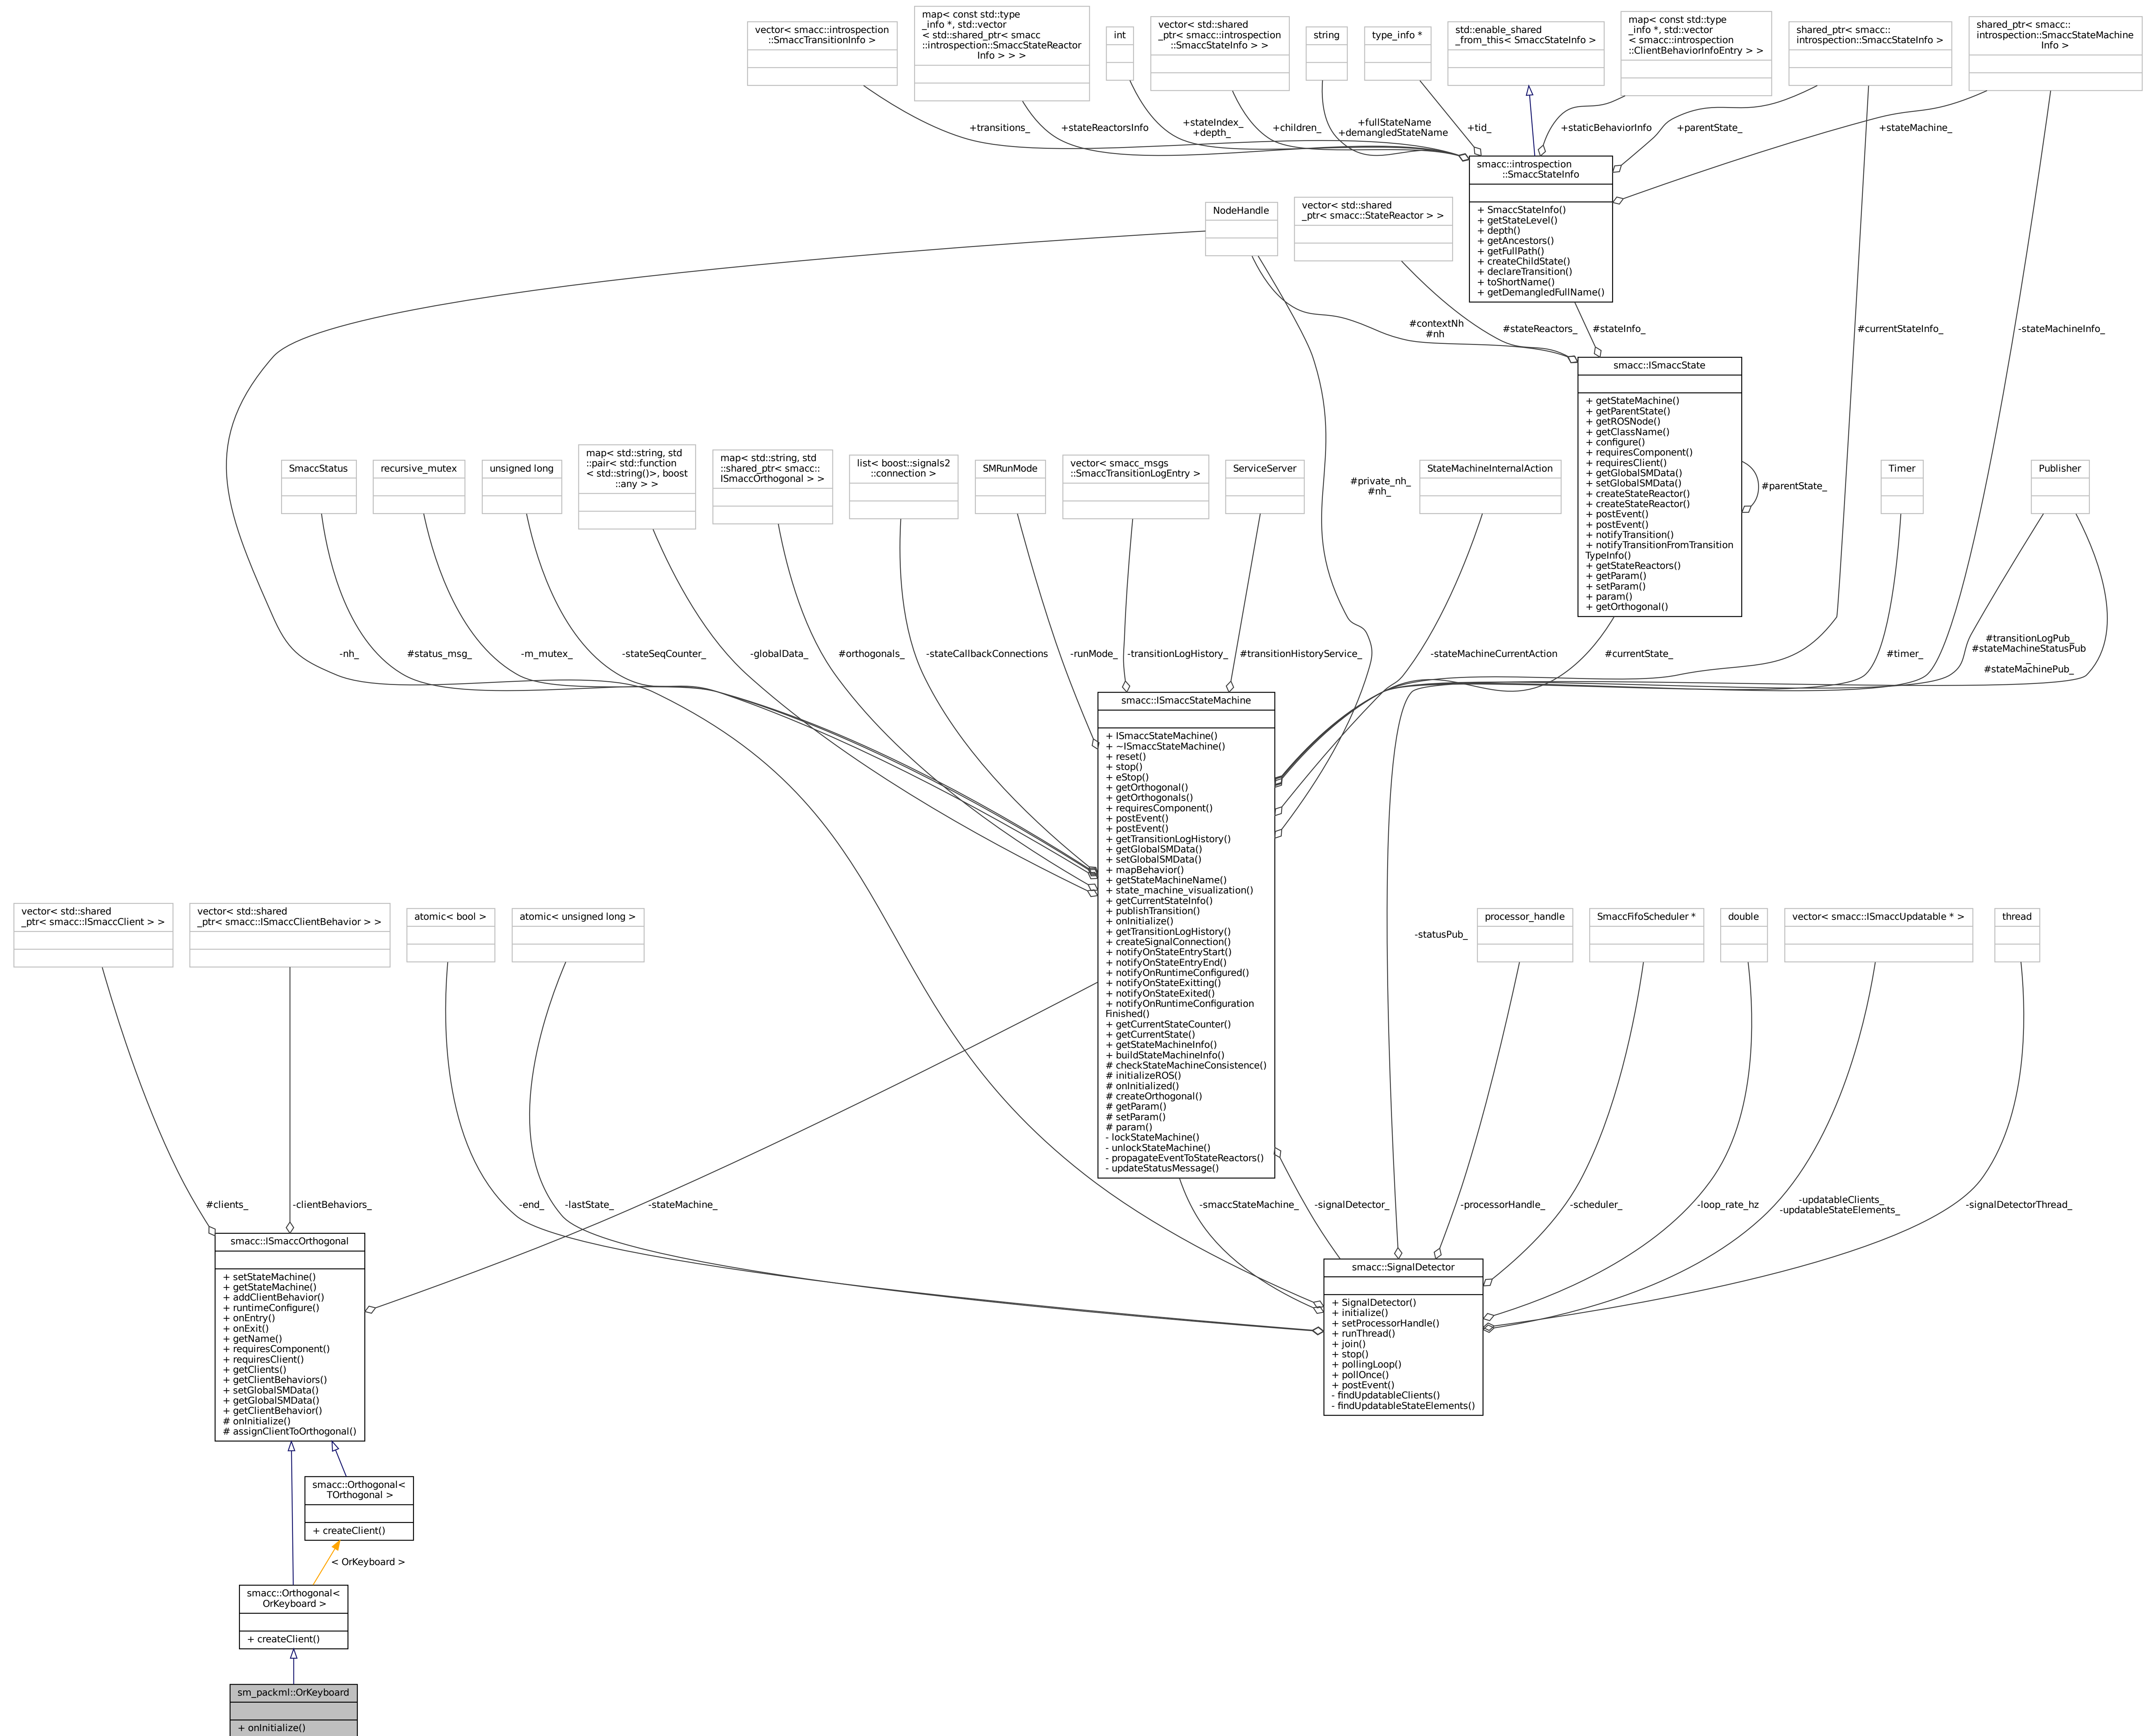 vector< smacc::introspection
::SmaccTransitionInfo >
map< const std::type
_info *, std::vector
< std::shared_ptr< smacc
::introspection::SmaccStateReactor
Info > > >
int
vector< std::shared
_ptr< smacc::introspection
::SmaccStateInfo > >
string
type_info *
std::enable_shared
_from_this< SmaccStateInfo >
map< const std::type
_info *, std::vector
< smacc::introspection
::ClientBehaviorInfoEntry > >
shared_ptr< smacc::
introspection::SmaccStateInfo >
shared_ptr< smacc::
introspection::SmaccStateMachine
Info >
+transitions_
+stateReactorsInfo
+stateIndex_
+depth_
+children_
+fullStateName
+demangledStateName
+tid_
+staticBehaviorInfo
+parentState_
+stateMachine_
smacc::introspection
::SmaccStateInfo
+ SmaccStateInfo()
+ getStateLevel()
+ depth()
+ getAncestors()
+ getFullPath()
+ createChildState()
+ declareTransition()
+ toShortName()
+ getDemangledFullName()
NodeHandle
vector< std::shared
_ptr< smacc::StateReactor > >
#contextNh
#nh
#stateReactors_
#stateInfo_
#currentStateInfo_
-stateMachineInfo_
smacc::ISmaccState
+ getStateMachine()
+ getParentState()
+ getROSNode()
+ getClassName()
+ configure()
+ requiresComponent()
+ requiresClient()
+ getGlobalSMData()
+ setGlobalSMData()
+ createStateReactor()
+ createStateReactor()
+ postEvent()
+ postEvent()
+ notifyTransition()
+ notifyTransitionFromTransition
TypeInfo()
+ getStateReactors()
+ getParam()
+ setParam()
+ param()
+ getOrthogonal()
#parentState_
SmaccStatus
recursive_mutex
unsigned long
map< std::string, std
::pair< std::function
< std::string()>, boost
::any > >
map< std::string, std
::shared_ptr< smacc::
ISmaccOrthogonal > >
list< boost::signals2
::connection >
SMRunMode
vector< smacc_msgs
::SmaccTransitionLogEntry >
ServiceServer
#private_nh_
#nh_
StateMachineInternalAction
Timer
Publisher
-nh_
#status_msg_
-m_mutex_
-stateSeqCounter_
-globalData_
#orthogonals_
-stateCallbackConnections
-runMode_
-transitionLogHistory_
#transitionHistoryService_
-stateMachineCurrentAction
#currentState_
#timer_
#transitionLogPub_
#stateMachineStatusPub
_
#stateMachinePub_
smacc::ISmaccStateMachine
+ ISmaccStateMachine()
+ ~ISmaccStateMachine()
+ reset()
+ stop()
+ eStop()
+ getOrthogonal()
+ getOrthogonals()
+ requiresComponent()
+ postEvent()
+ postEvent()
+ getTransitionLogHistory()
+ getGlobalSMData()
+ setGlobalSMData()
+ mapBehavior()
+ getStateMachineName()
+ state_machine_visualization()
+ getCurrentStateInfo()
+ publishTransition()
+ onInitialize()
+ getTransitionLogHistory()
+ createSignalConnection()
+ notifyOnStateEntryStart()
+ notifyOnStateEntryEnd()
+ notifyOnRuntimeConfigured()
+ notifyOnStateExitting()
+ notifyOnStateExited()
+ notifyOnRuntimeConfiguration
Finished()
+ getCurrentStateCounter()
+ getCurrentState()
+ getStateMachineInfo()
+ buildStateMachineInfo()
# checkStateMachineConsistence()
# initializeROS()
# onInitialized()
# createOrthogonal()
# getParam()
# setParam()
# param()
- lockStateMachine()
- unlockStateMachine()
- propagateEventToStateReactors()
- updateStatusMessage()
vector< std::shared
_ptr< smacc::ISmaccClient > >
vector< std::shared
_ptr< smacc::ISmaccClientBehavior > >
atomic< bool >
atomic< unsigned long >
-statusPub_
processor_handle
SmaccFifoScheduler *
double
vector< smacc::ISmaccUpdatable * >
thread
#clients_
-clientBehaviors_
-end_
-lastState_
-stateMachine_
-smaccStateMachine_
-signalDetector_
-processorHandle_
-scheduler_
-loop_rate_hz
-updatableClients_
-updatableStateElements_
-signalDetectorThread_
smacc::ISmaccOrthogonal
+ setStateMachine()
+ getStateMachine()
+ addClientBehavior()
+ runtimeConfigure()
+ onEntry()
+ onExit()
+ getName()
+ requiresComponent()
+ requiresClient()
+ getClients()
+ getClientBehaviors()
+ setGlobalSMData()
+ getGlobalSMData()
+ getClientBehavior()
# onInitialize()
# assignClientToOrthogonal()
smacc::SignalDetector
+ SignalDetector()
+ initialize()
+ setProcessorHandle()
+ runThread()
+ join()
+ stop()
+ pollingLoop()
+ pollOnce()
+ postEvent()
- findUpdatableClients()
- findUpdatableStateElements()
smacc::Orthogonal<
TOrthogonal >
+ createClient()
< OrKeyboard >
smacc::Orthogonal<
OrKeyboard >
+ createClient()
sm_packml::OrKeyboard
+ onInitialize()